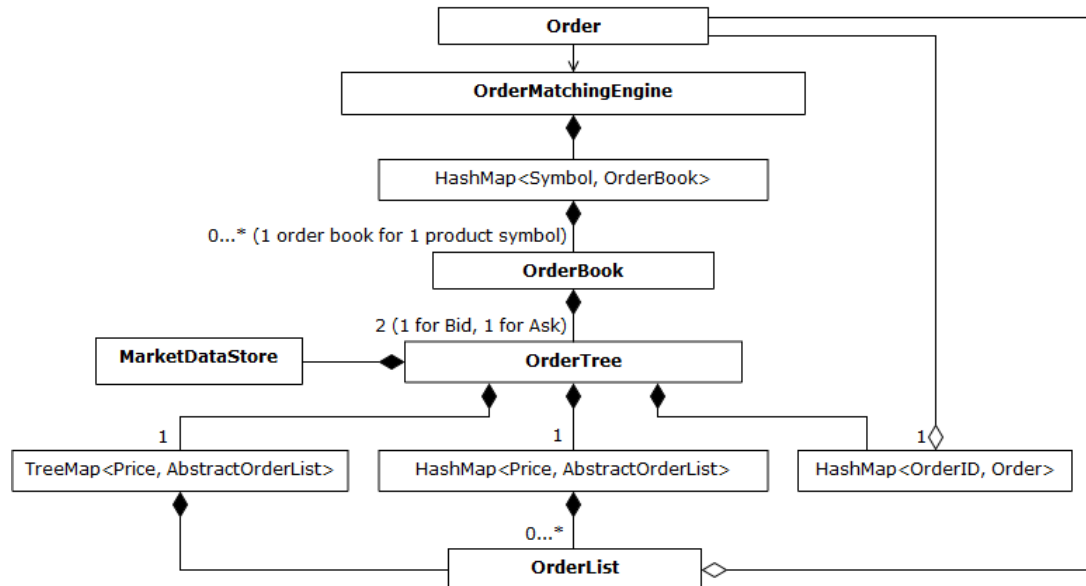 Order
OrderMatchingEngine
HashMap<Symbol, OrderBook>
0...* (1 order book for 1 product symbol)
OrderBook
2 (1 for Bid, 1 for Ask)
MarketDataStore
OrderTree
1
1
1
TreeMap<Price, AbstractOrderList>
HashMap<Price, AbstractOrderList>
HashMap<OrderID, Order>
0...*
OrderList